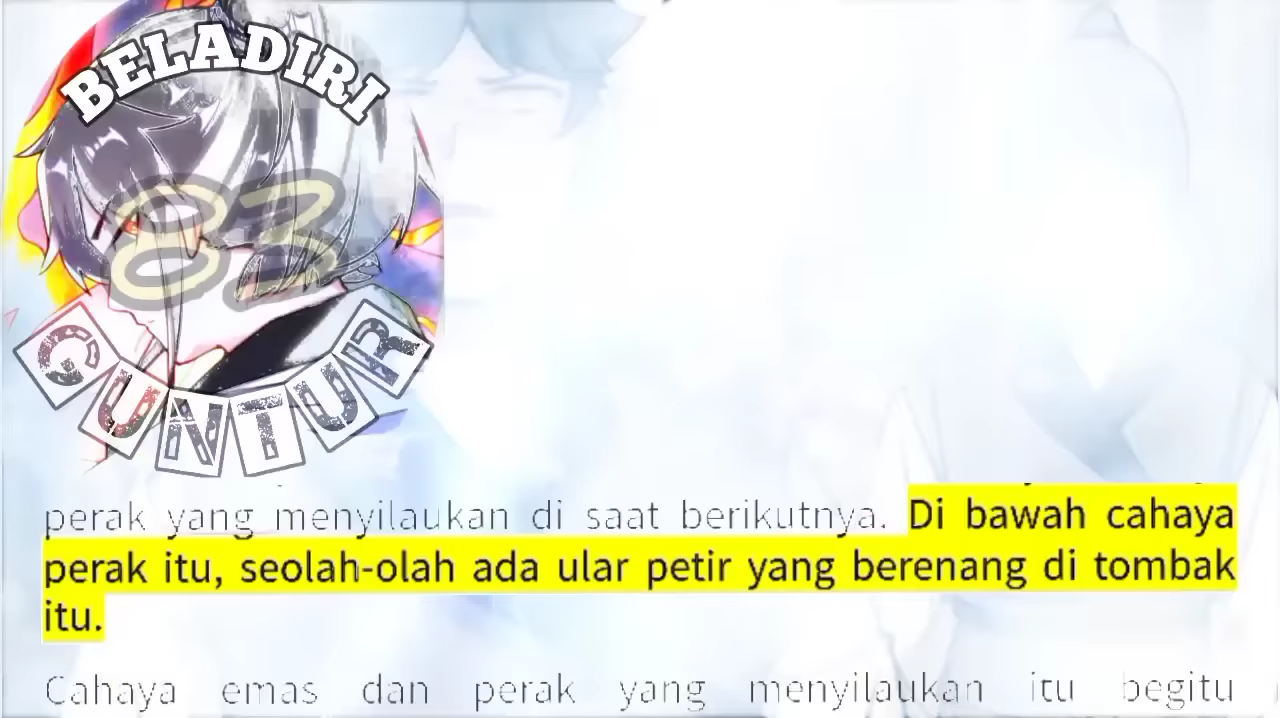 BELADIRI
83
GUNTUR
perak yang menyilaukan di saat berikutnya. Di bawah cahaya
perak itu, seolah-olah ada ular petir yang berenang di tombak
itu.
Cahaya emas dan perak yang menyilaukan itu begitu